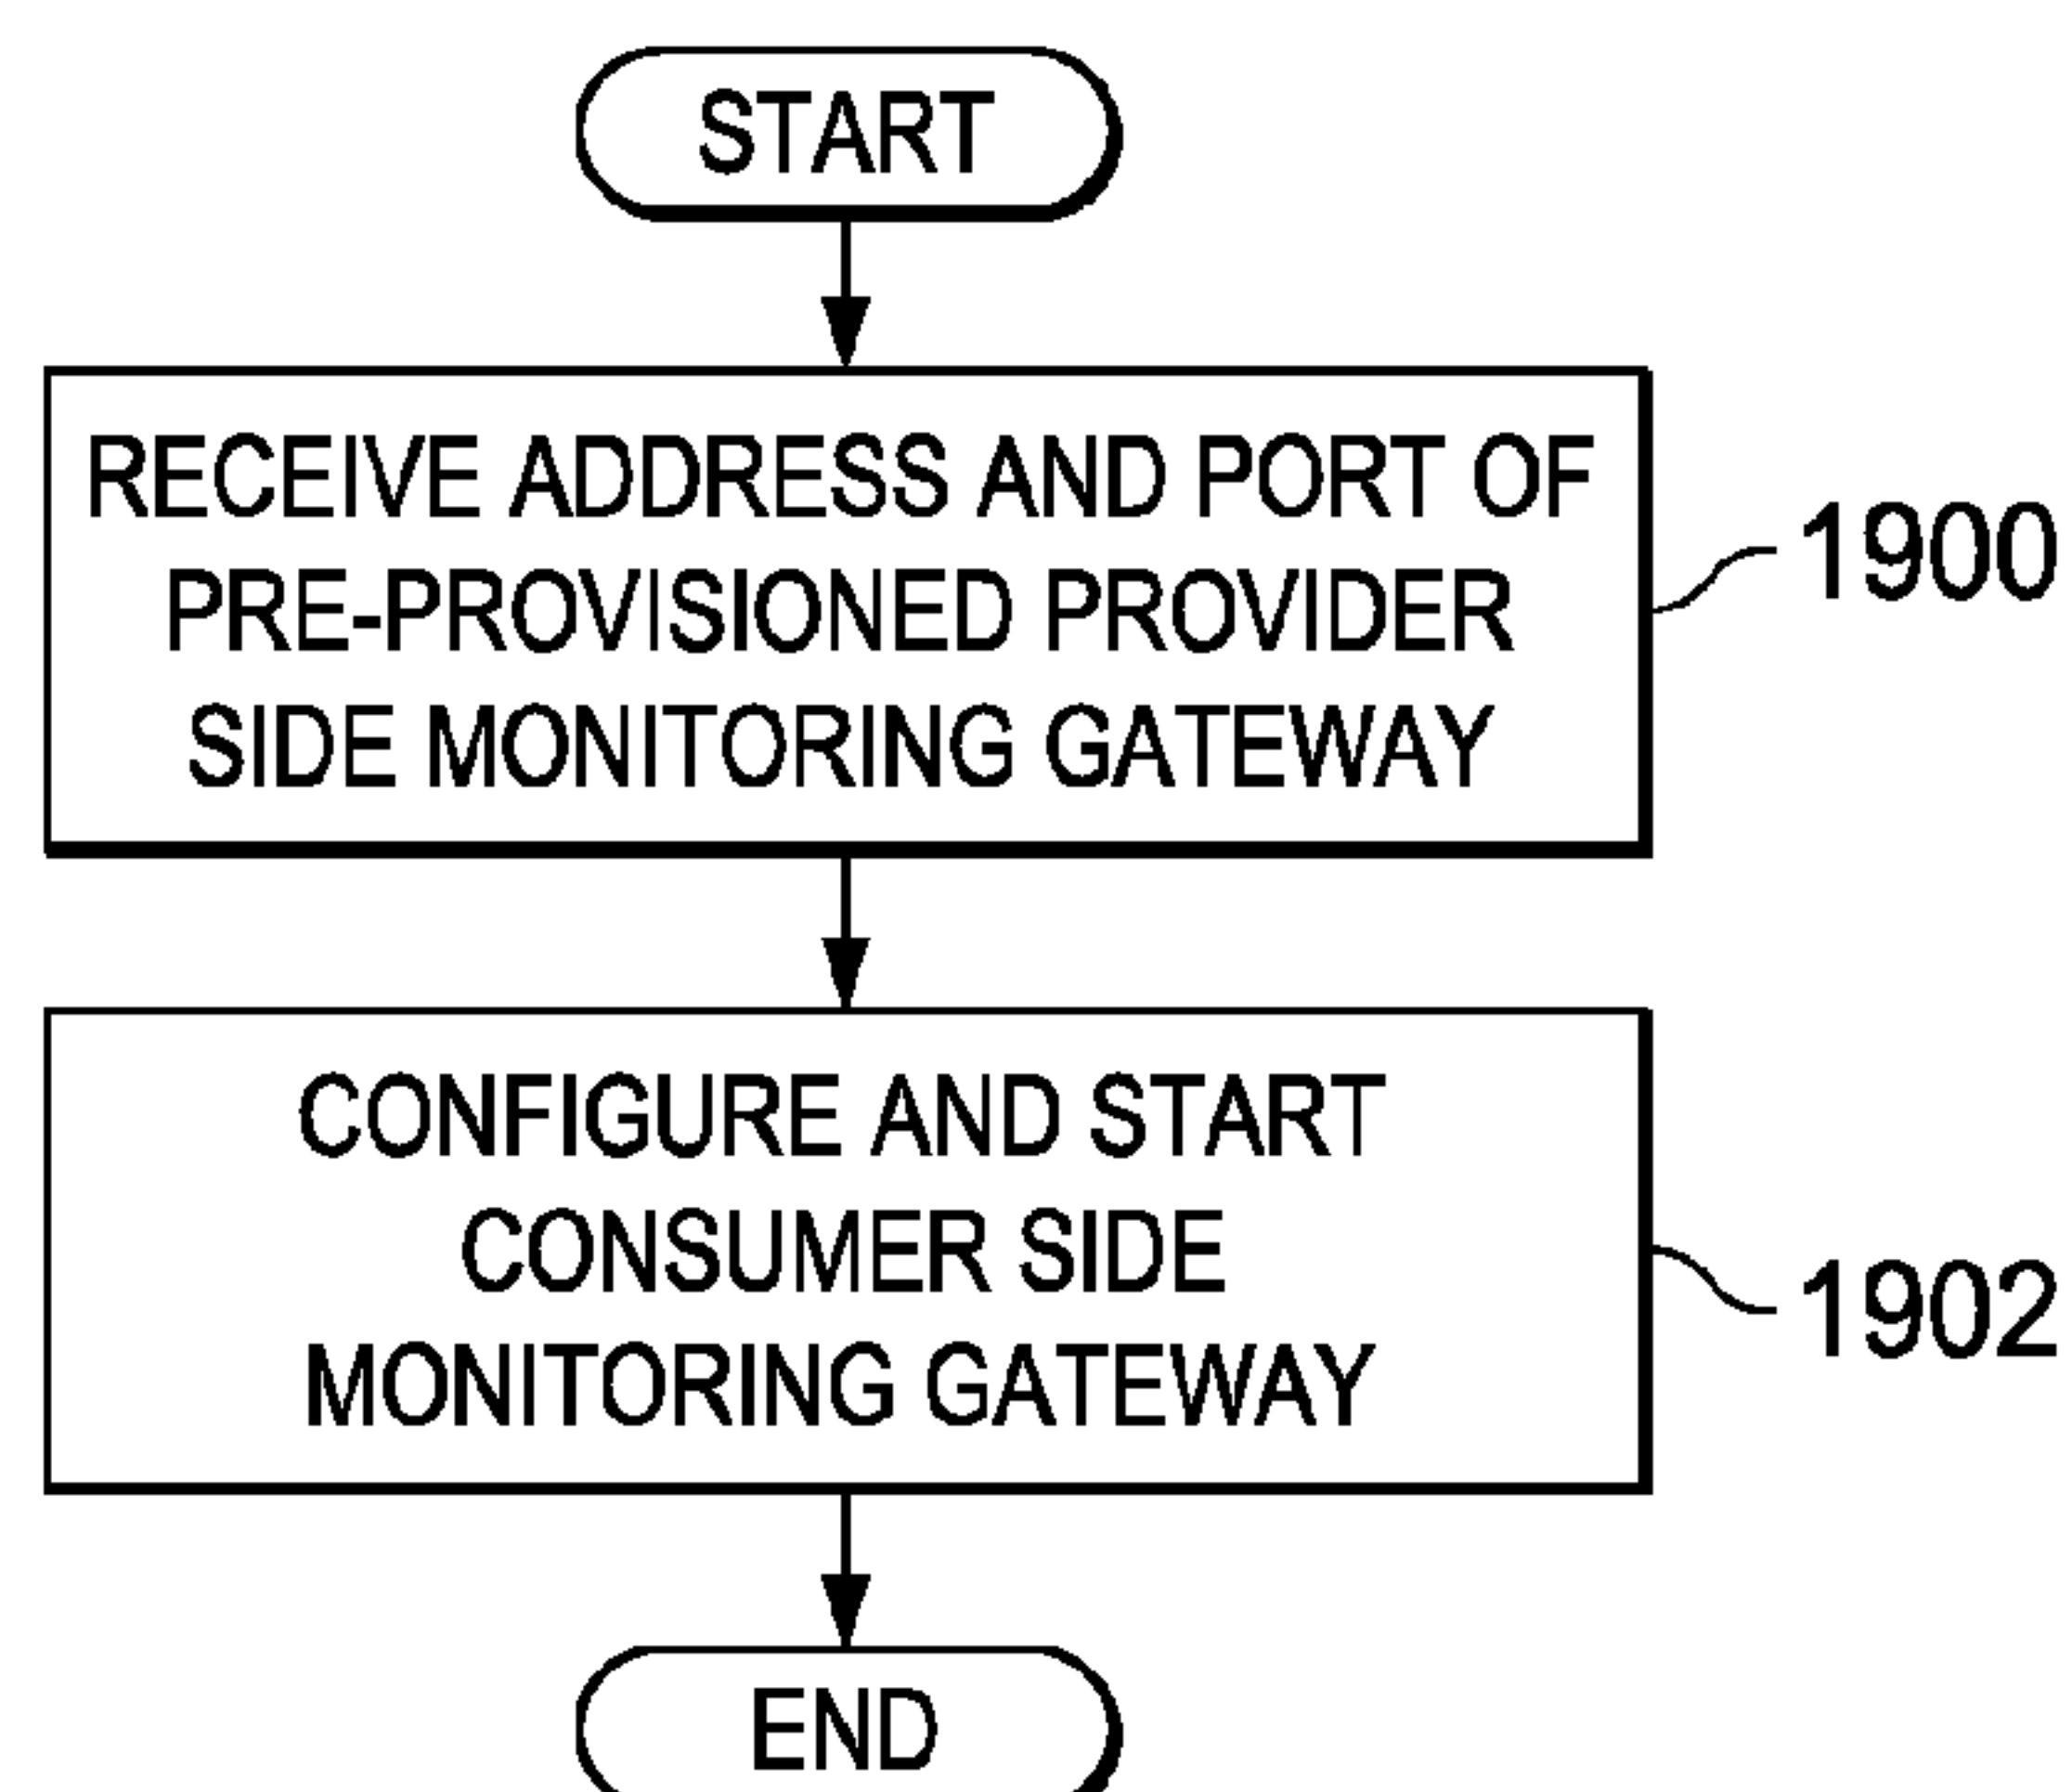 START
RECEIVE ADDRESS AND PORT OF
PRE-PROVISIONED PROVIDER
SIDE MONITORING GATEWAY
1900
CONFIGURE AND START
CONSUMER SIDE
MONITORING GATEWAY
1902
END